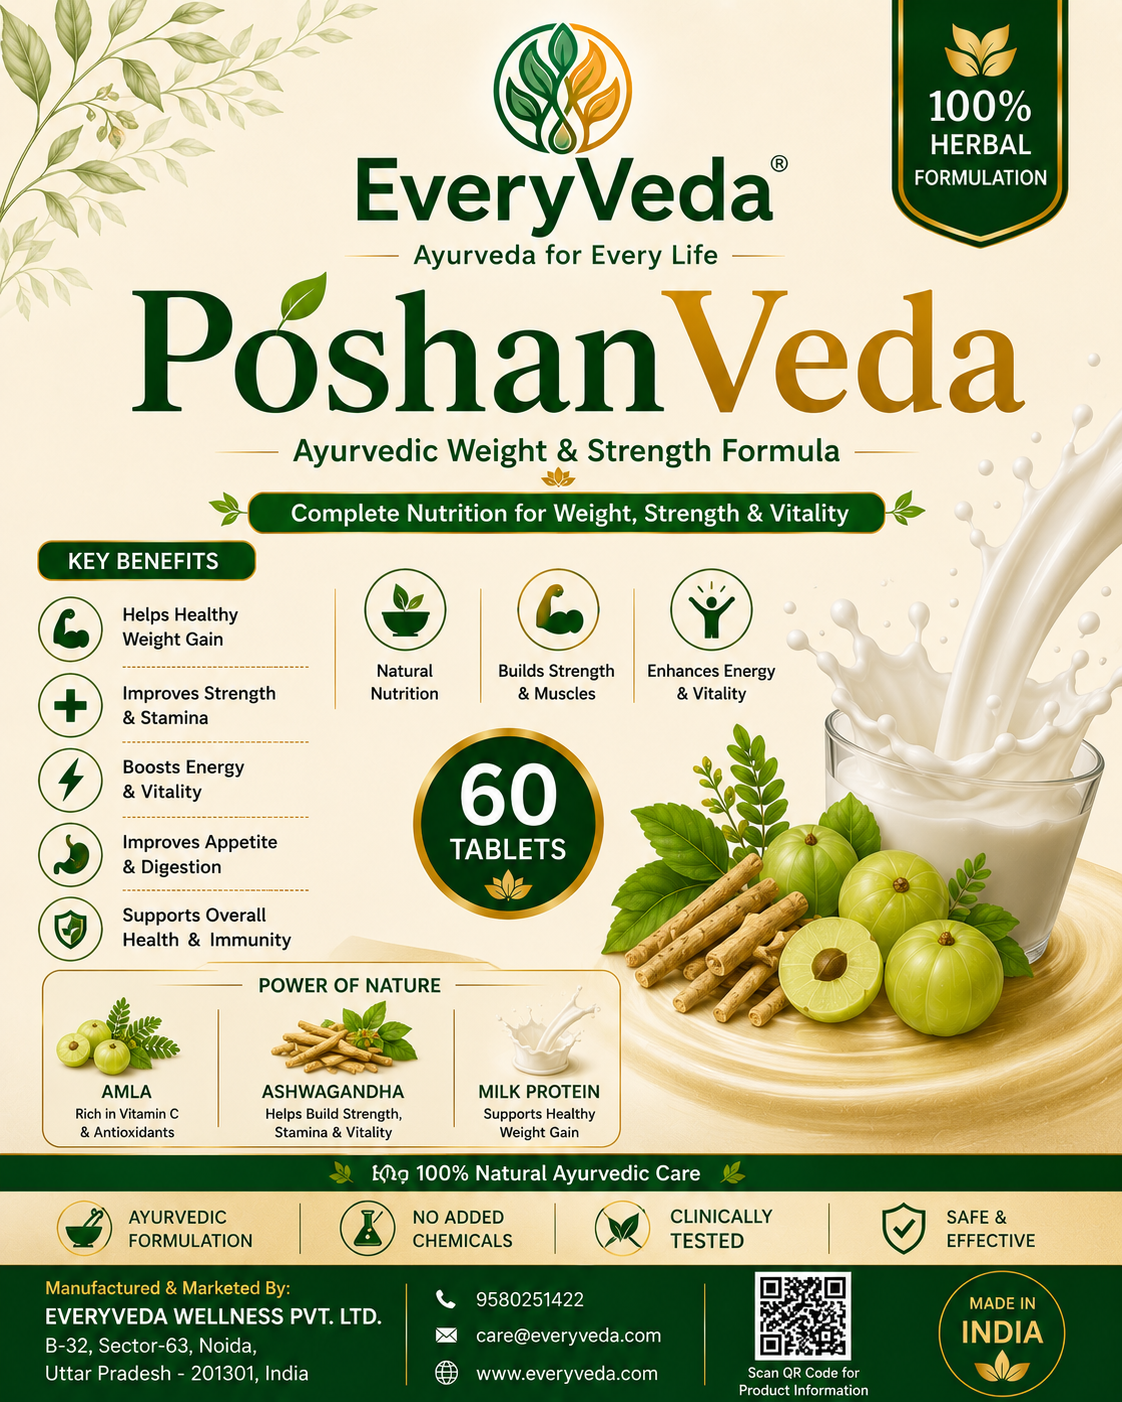 100%
HERBAL
FORMULATION
EveryVeda®
Ayurveda for Every Life
PoshanVeda
Ayurvedic Weight & Strength Formula
Complete Nutrition for Weight, Strength & Vitality
KEY BENEFITS
Helps Healthy
Weight Gain
Improves Strength
& Stamina
Boosts Energy
& Vitality
Improves Appetite
& Digestion
Supports Overall
Health & Immunity
Natural
Nutrition
Builds Strength
& Muscles
Enhances Energy
& Vitality
60
TABLETS
POWER OF NATURE
AMLA
Rich in Vitamin C
& Antioxidants
ASHWAGANDHA
Helps Build Strength,
Stamina & Vitality
MILK PROTEIN
Supports Healthy
Weight Gain
100% Natural Ayurvedic Care
AYURVEDIC
FORMULATION
NO ADDED
CHEMICALS
CLINICALLY
TESTED
SAFE &
EFFECTIVE
Manufactured & Marketed By:
EVERYVEDA WELLNESS PVT. LTD.
B-32, Sector-63, Noida,
Uttar Pradesh - 201301, India
9580251422
care@everyveda.com
www.everyveda.com
Scan QR Code for
Product Information
MADE IN
INDIA